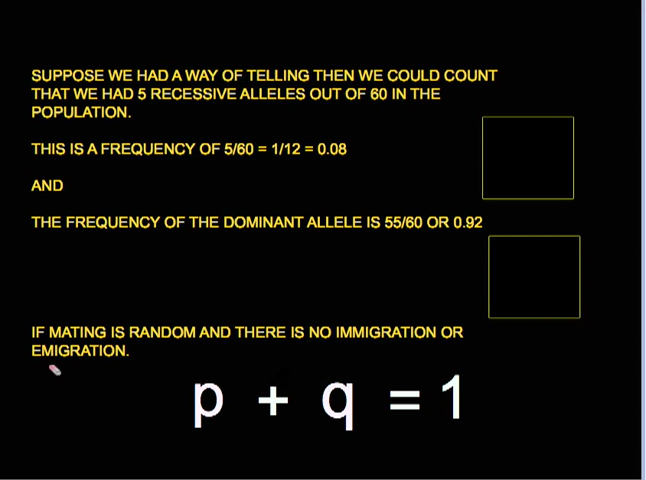 SUPPOSE WE HAD A WAY OF TELLING THEN WE COULD COUNT
THAT WE HAD 5 RECESSIVE ALLELES OUT OF 60 IN THE
POPULATION.
THIS IS A FREQUENCY OF 5/60 = 1/12 = 0.08
AND
THE FREQUENCY OF THE DOMINANT ALLELE IS 55/60 OR 0.92
IF MATING IS RANDOM AND THERE IS NO IMMIGRATION OR
EMIGRATION.
p + q = 1